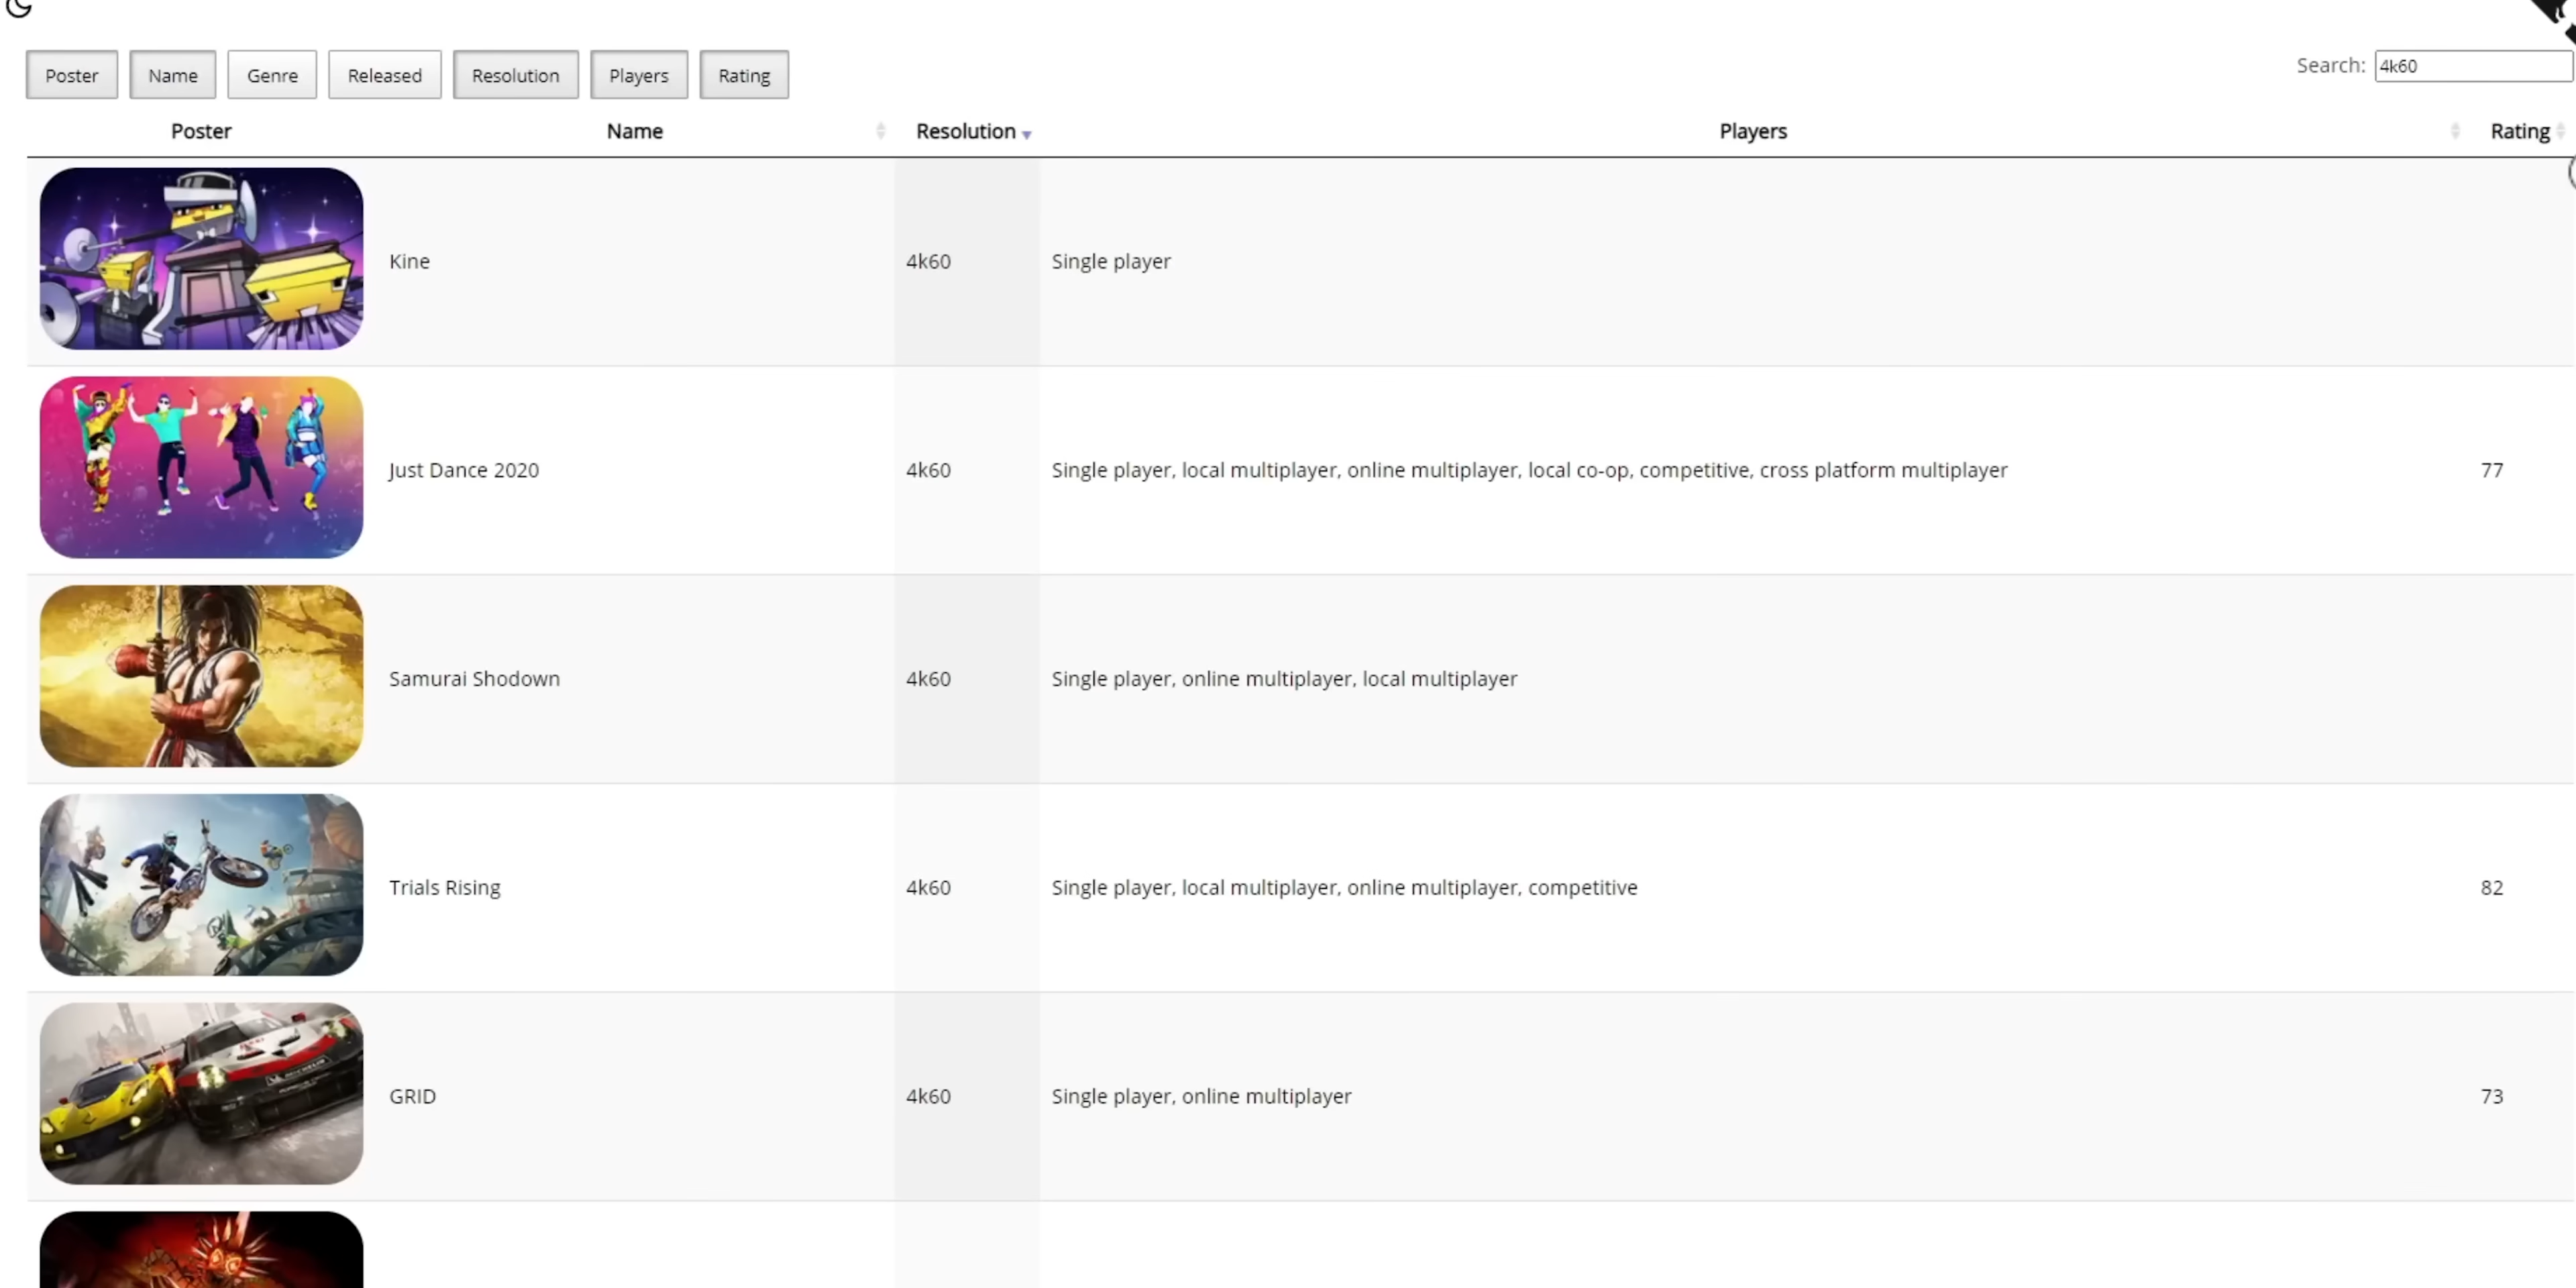 Poster Name Genre Released Resolution Players Rating Search: 4k60
Poster Name Resolution Players Rating
Kine 4k60 Single player
Just Dance 2020 4k60 Single player, local multiplayer, online multiplayer, local co-op, competitive, cross platform multiplayer 77
Samurai Shodown 4k60 Single player, online multiplayer, local multiplayer
Trials Rising 4k60 Single player, local multiplayer, online multiplayer, competitive 82
GRID 4k60 Single player, online multiplayer 73